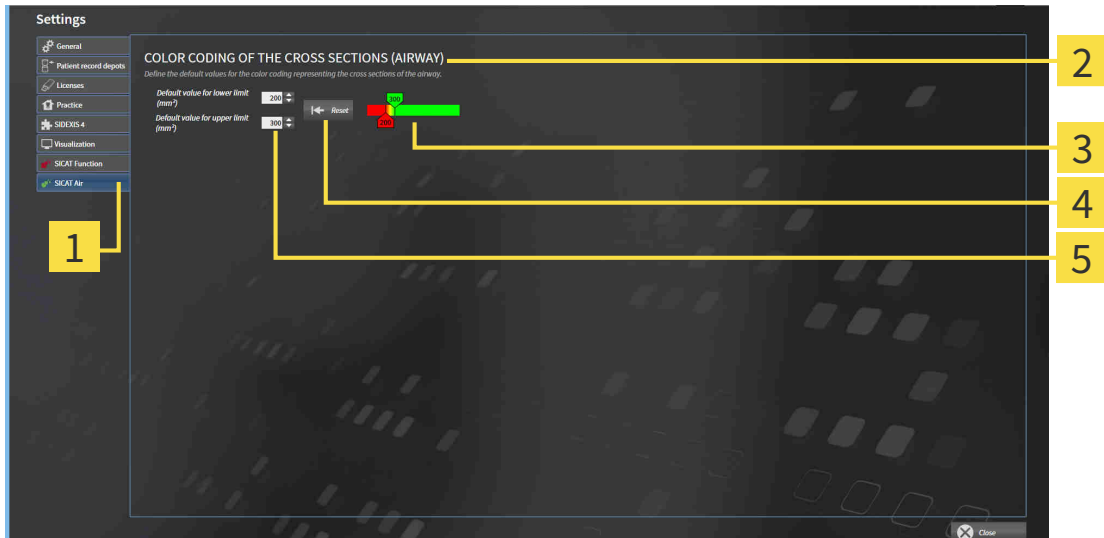 Settings
General
Patient record depots
Licenses
Practice
SIDEXIS 4
Visualization
SICAT Function
SICAT Air
COLOR CODING OF THE CROSS SECTIONS (AIRWAY)
Define the default values for the color coding representing the cross sections of the airway.
Default value for lower limit
(mm²)
200
Default value for upper limit
(mm²)
300
Reset
300
200
1
2
3
4
5
Close